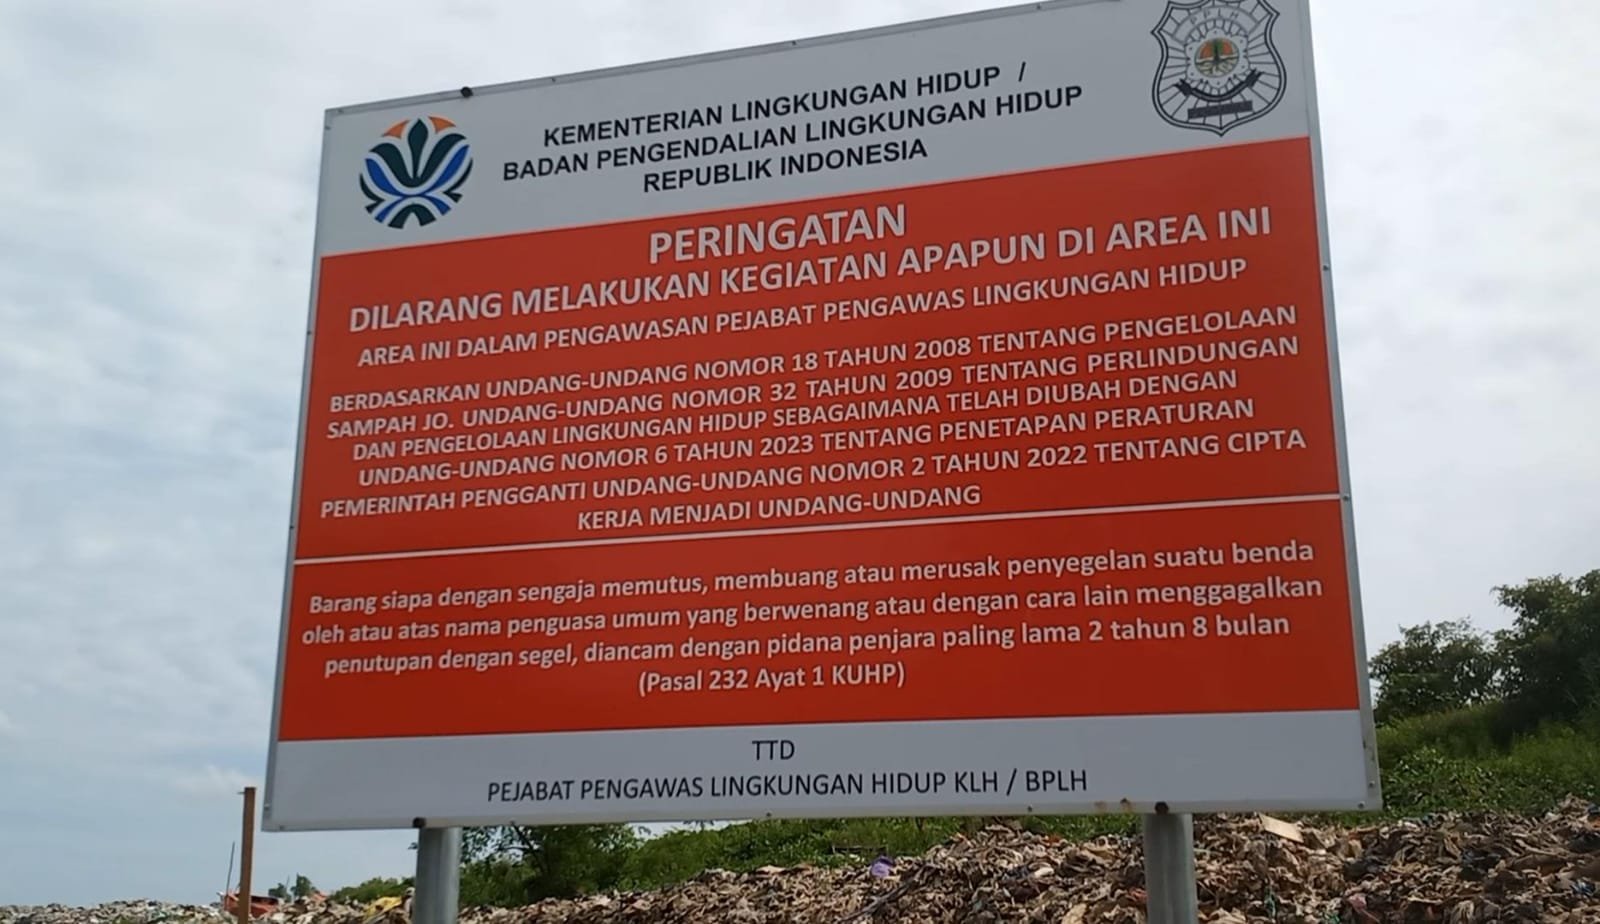 KEMENTERIAN LINGKUNGAN HIDUP /
BADAN PENGENDALIAN LINGKUNGAN HIDUP
REPUBLIK INDONESIA
BPLH
PERINGATAN
DILARANG MELAKUKAN KEGIATAN APAPUN DI AREA INI
AREA INI DALAM PENGAWASAN PEJABAT PENGAWAS LINGKUNGAN HIDUP
BERDASARKAN UNDANG-UNDANG NOMOR 18 TAHUN 2008 TENTANG PENGELOLAAN
SAMPAH JO. UNDANG-UNDANG NOMOR 32 TAHUN 2009 TENTANG PERLINDUNGAN
DAN PENGELOLAAN LINGKUNGAN HIDUP SEBAGAIMANA TELAH DIUBAH DENGAN
UNDANG-UNDANG NOMOR 6 TAHUN 2023 TENTANG PENETAPAN PERATURAN
PEMERINTAH PENGGANTI UNDANG-UNDANG NOMOR 2 TAHUN 2022 TENTANG CIPTA
KERJA MENJADI UNDANG-UNDANG
Barang siapa dengan sengaja memutus, membuang atau merusak penyegelan suatu benda
oleh atau atas nama penguasa umum yang berwenang atau dengan cara lain menggagalkan
penutupan dengan segel, diancam dengan pidana penjara paling lama 2 tahun 8 bulan
(Pasal 232 Ayat 1 KUHP)
TTD
PEJABAT PENGAWAS LINGKUNGAN HIDUP KLH / BPLH